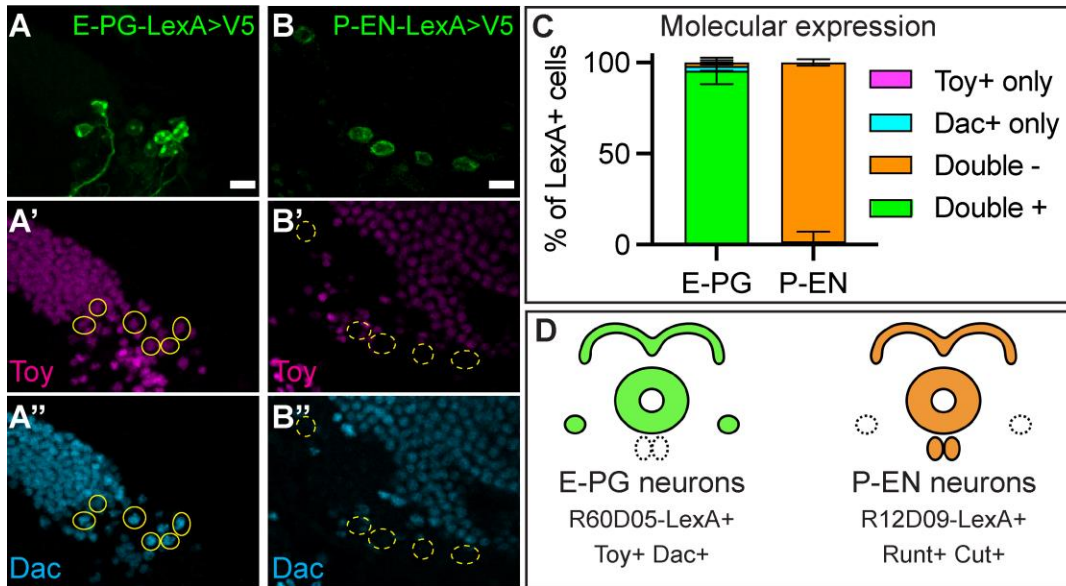 A E-PG-LexA>V5
B P-EN-LexA>V5
A'
Toy
B'
Toy
A"
Dac
B"
Dac
C Molecular expression
% of LexA+ cells
100
50
0
E-PG P-EN
Toy+ only
Dac+ only
Double -
Double +
D
E-PG neurons
R60D05-LexA+
Toy+ Dac+
P-EN neurons
R12D09-LexA+
Runt+ Cut+